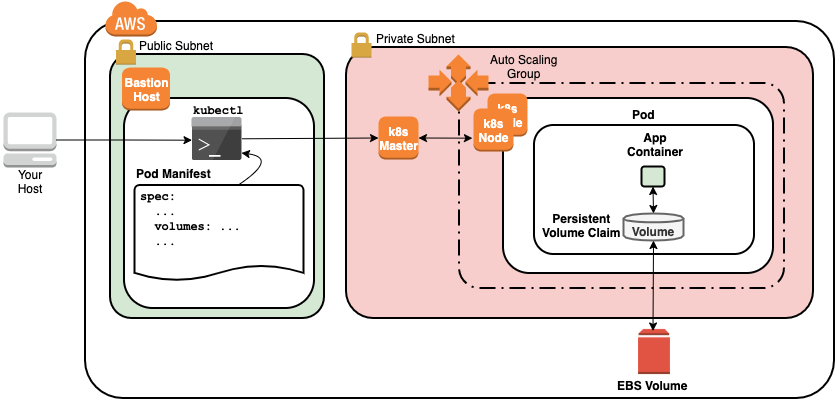 AWS
Public Subnet
Private Subnet
Auto Scaling
Group
Bastion
Host
kubectl
k8s
Master
k8s
Node
k8s
Pod
App
Container
Your
Host
Pod Manifest
spec:
...
volumes: ...
...
Persistent
Volume Claim
Volume
EBS Volume